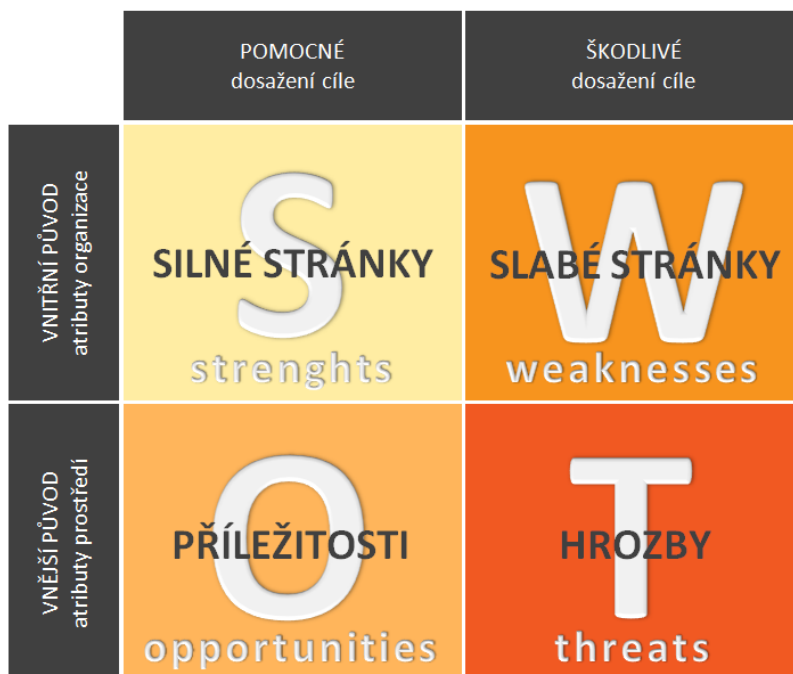 POMOCNÉ
dosažení cíle
ŠKODLIVÉ
dosažení cíle
VNITŘNÍ PŮVOD
atributy organizace
S
SILNÉ STRÁNKY
strenghts
W
SLABÉ STRÁNKY
weaknesses
VNĚJŠÍ PŮVOD
atributy prostředí
O
PŘÍLEŽITOSTI
opportunities
T
HROZBY
threats